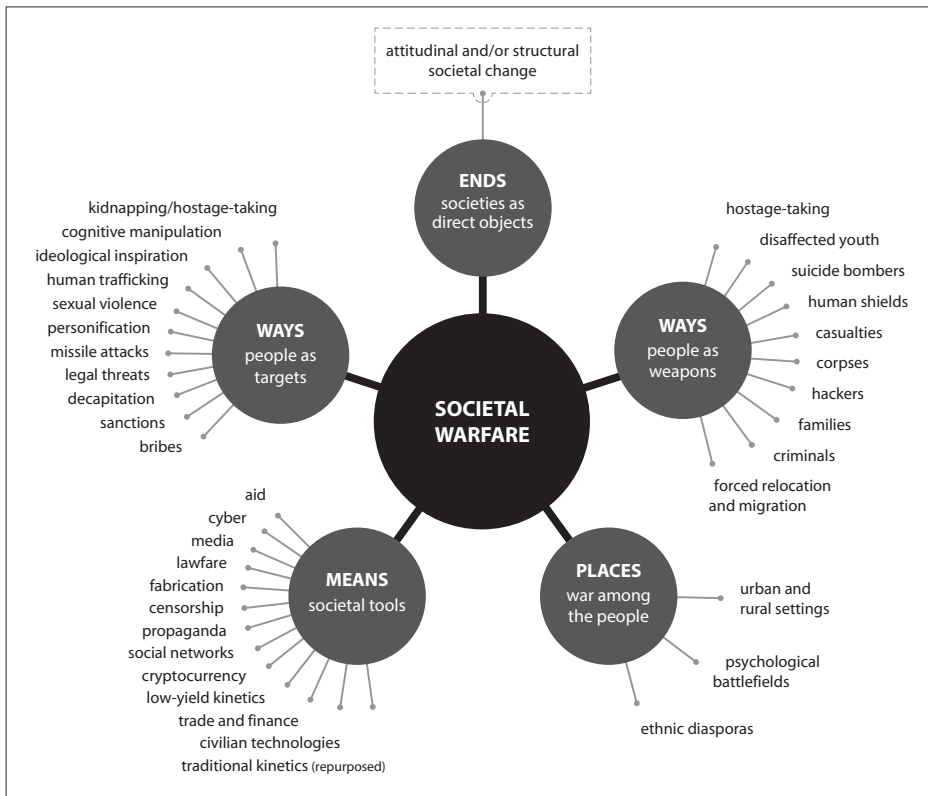 attitudinal and/or structural
societal change
ENDS
societies as
direct objects
kidnapping/hostage-taking
cognitive manipulation
ideological inspiration
human trafficking
sexual violence
personification
missile attacks
legal threats
decapitation
sanctions
bribes
WAYS
people as
targets
WAYS
people as
weapons
hostage-taking
disaffected youth
suicide bombers
human shields
casualties
corpses
hackers
families
criminals
forced relocation
and migration
SOCIETAL
WARFARE
aid
cyber
media
lawfare
fabrication
censorship
propaganda
social networks
cryptocurrency
low-yield kinetics
trade and finance
civilian technologies
traditional kinetics (repurposed)
MEANS
societal tools
PLACES
war among
the people
urban and
rural settings
psychological
battlefields
ethnic diasporas